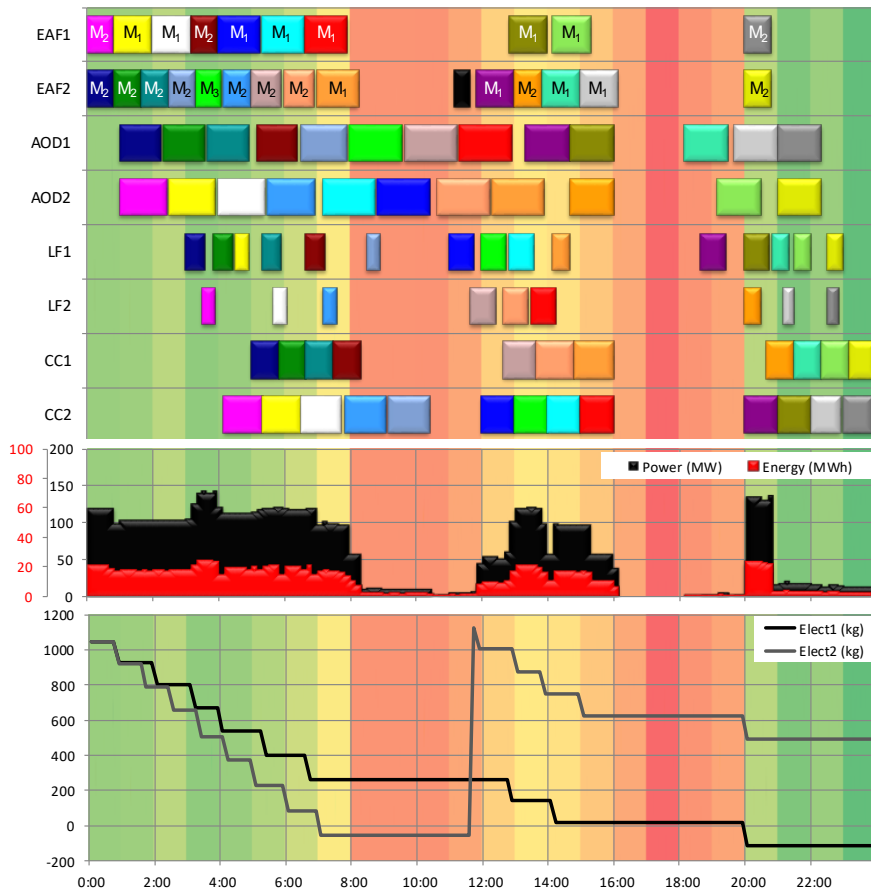 EAF1 M₂ M₁ M₁ M₂ M₁ M₁ M₁ M₁ M₁ M₂
EAF2 M₂ M₂ M₂ M₂ M₃ M₂ M₂ M₂ M₁ M₁ M₂ M₁ M₁ M₂
AOD1
AOD2
LF1
LF2
CC1
CC2
100 200
Power (MW) Energy (MWh)
80 150
60
100
40
20 50
0 0
1200
Elect1 (kg)
1000
Elect2 (kg)
800
600
400
200
0
-200
0:00 2:00 4:00 6:00 8:00 10:00 12:00 14:00 16:00 18:00 20:00 22:00